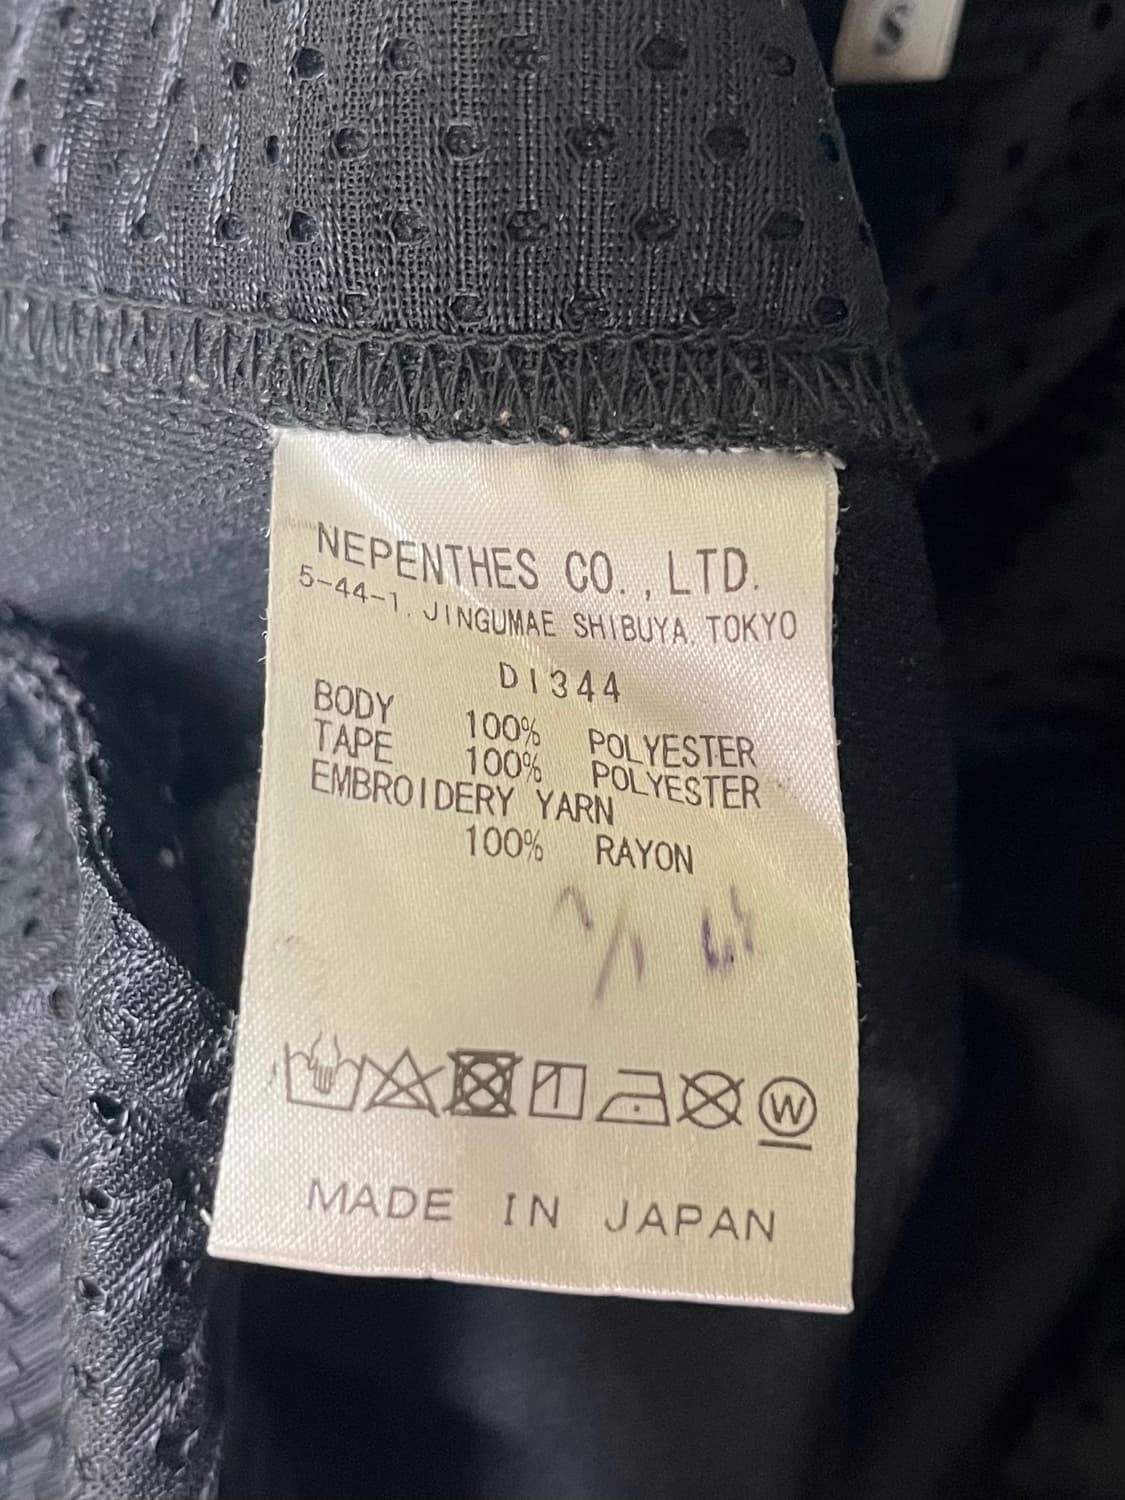 S
NEPENTHES CO., LTD.
5-44-1, JINGUMAE SHIBUYA, TOKYO
DI344
BODY 100% POLYESTER
TAPE 100% POLYESTER
EMBROIDERY YARN
100% RAYON
W
MADE IN JAPAN